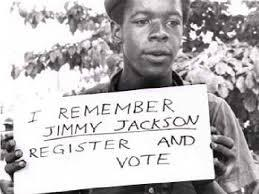 I REMEMBER
JIMMY JACKSON
REGISTER AND
VOTE